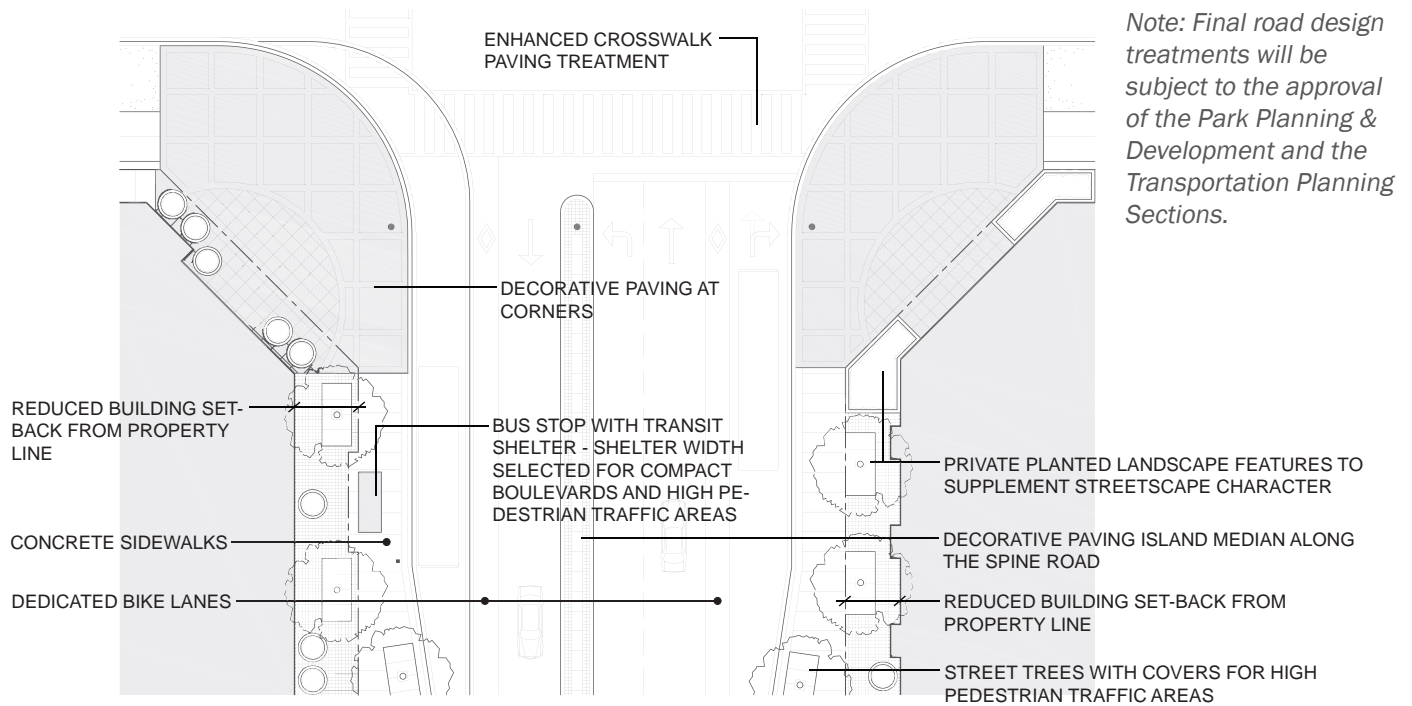 ENHANCED CROSSWALK
PAVING TREATMENT
Note: Final road design
treatments will be
subject to the approval
of the Park Planning &
Development and the
Transportation Planning
Sections.
DECORATIVE PAVING AT
CORNERS
REDUCED BUILDING SET-
BACK FROM PROPERTY
LINE
BUS STOP WITH TRANSIT
SHELTER - SHELTER WIDTH
SELECTED FOR COMPACT
BOULEVARDS AND HIGH PE-
DESTRIAN TRAFFIC AREAS
PRIVATE PLANTED LANDSCAPE FEATURES TO
SUPPLEMENT STREETSCAPE CHARACTER
CONCRETE SIDEWALKS
DECORATIVE PAVING ISLAND MEDIAN ALONG
THE SPINE ROAD
DEDICATED BIKE LANES
REDUCED BUILDING SET-BACK FROM
PROPERTY LINE
STREET TREES WITH COVERS FOR HIGH
PEDESTRIAN TRAFFIC AREAS